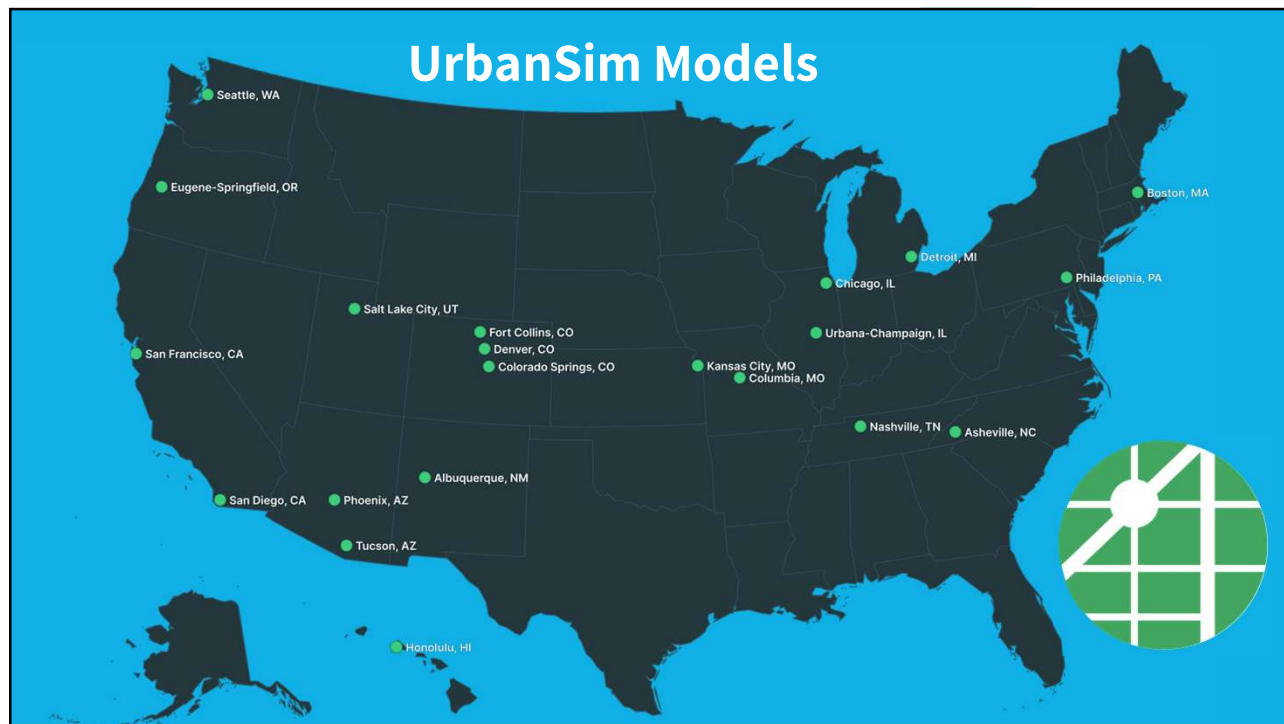 UrbanSim Models
Seattle, WA
Eugene-Springfield, OR
Boston, MA
Detroit, MI
Philadelphia, PA
Chicago, IL
Salt Lake City, UT
Fort Collins, CO
Urbana-Champaign, IL
Denver, CO
San Francisco, CA
Colorado Springs, CO
Kansas City, MO
Columbia, MO
Nashville, TN
Asheville, NC
Albuquerque, NM
San Diego, CA
Phoenix, AZ
Tucson, AZ
Honolulu, HI